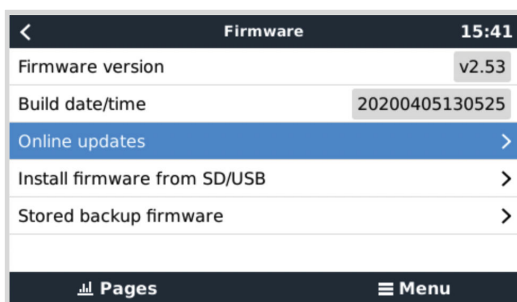 Firmware 15:41
Firmware version v2.53
Build date/time 20200405130525
Online updates
Install firmware from SD/USB
Stored backup firmware
Pages Menu